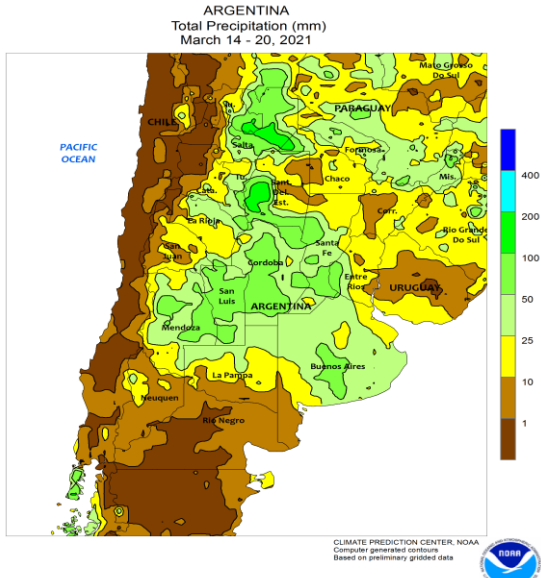 ARGENTINA
Total Precipitation (mm)
March 14 - 20, 2021
Mato Grosso
Do Sul
PARAGUAY
CHILE
Ju.
Salta
Formosa
PACIFIC
OCEAN
Chaco
Mis.
Tu.
Sant.
Del
Est.
Cata.
Corr.
La Rioja
Rio Grande
Do Sul
San
Juan
Santa
Fe
Cordoba
Entre
Rios
San
Luis
ARGENTINA
URUGUAY
Mendoza
La Pampa
Buenos Aires
Neuquen
Rio Negro
400
200
100
50
25
10
1
CLIMATE PREDICTION CENTER, NOAA
Computer generated contours
Based on preliminary gridded data
NOAA